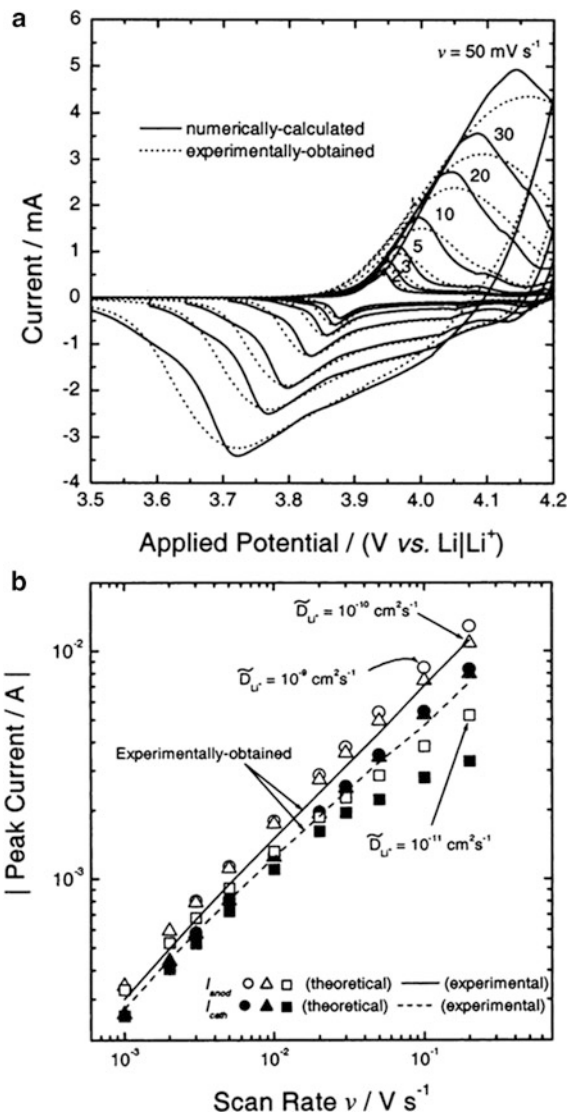 a
ν = 50 mV s⁻¹
numerically-calculated
experimentally-obtained
30
20
10
5
3
6
5
4
3
2
1
0
-1
-2
-3
-4
Current / mA
3.5 3.6 3.7 3.8 3.9 4.0 4.1 4.2
Applied Potential / (V vs. Li|Li⁺)
b
D̃Li⁺ = 10⁻¹⁰ cm²s⁻¹
D̃Li⁺ = 10⁻⁹ cm²s⁻¹
Experimentally-obtained
D̃Li⁺ = 10⁻¹¹ cm²s⁻¹
10⁻²
10⁻³
| Peak Current / A |
Ianod (theoretical) (experimental)
Icath (theoretical) (experimental)
10⁻³ 10⁻² 10⁻¹ 10⁰
Scan Rate ν / V s⁻¹